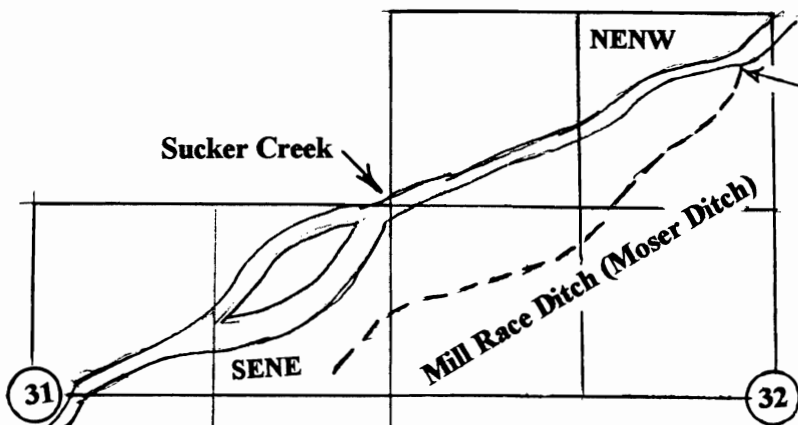 NENW
Sucker Creek
Mill Race Ditch (Moser Ditch)
SENE
31
32